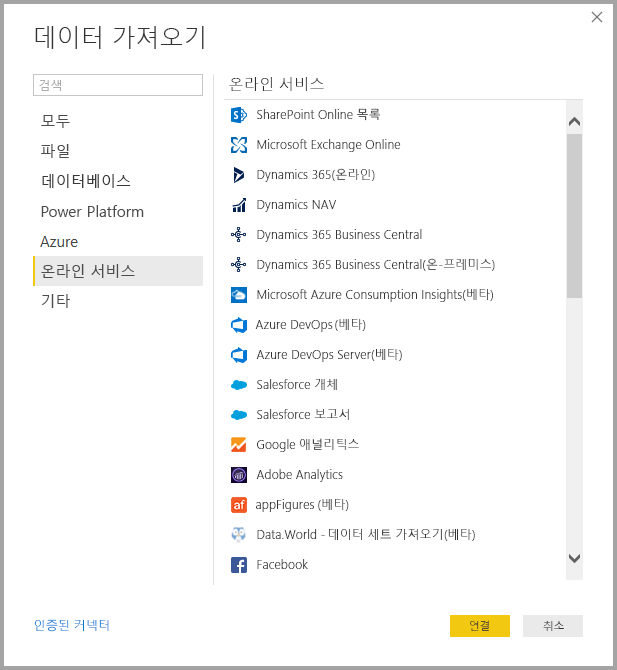 데이터 가져오기
검색
모두
파일
데이터베이스
Power Platform
Azure
온라인 서비스
기타
온라인 서비스
SharePoint Online 목록
Microsoft Exchange Online
Dynamics 365(온라인)
Dynamics NAV
Dynamics 365 Business Central
Dynamics 365 Business Central(온-프레미스)
Microsoft Azure Consumption Insights(베타)
Azure DevOps(베타)
Azure DevOps Server(베타)
Salesforce 개체
Salesforce 보고서
Google 애널리틱스
Adobe Analytics
af appFigures (베타)
Data.World - 데이터 세트 가져오기(베타)
Facebook
인증된 커넥터
연결
취소